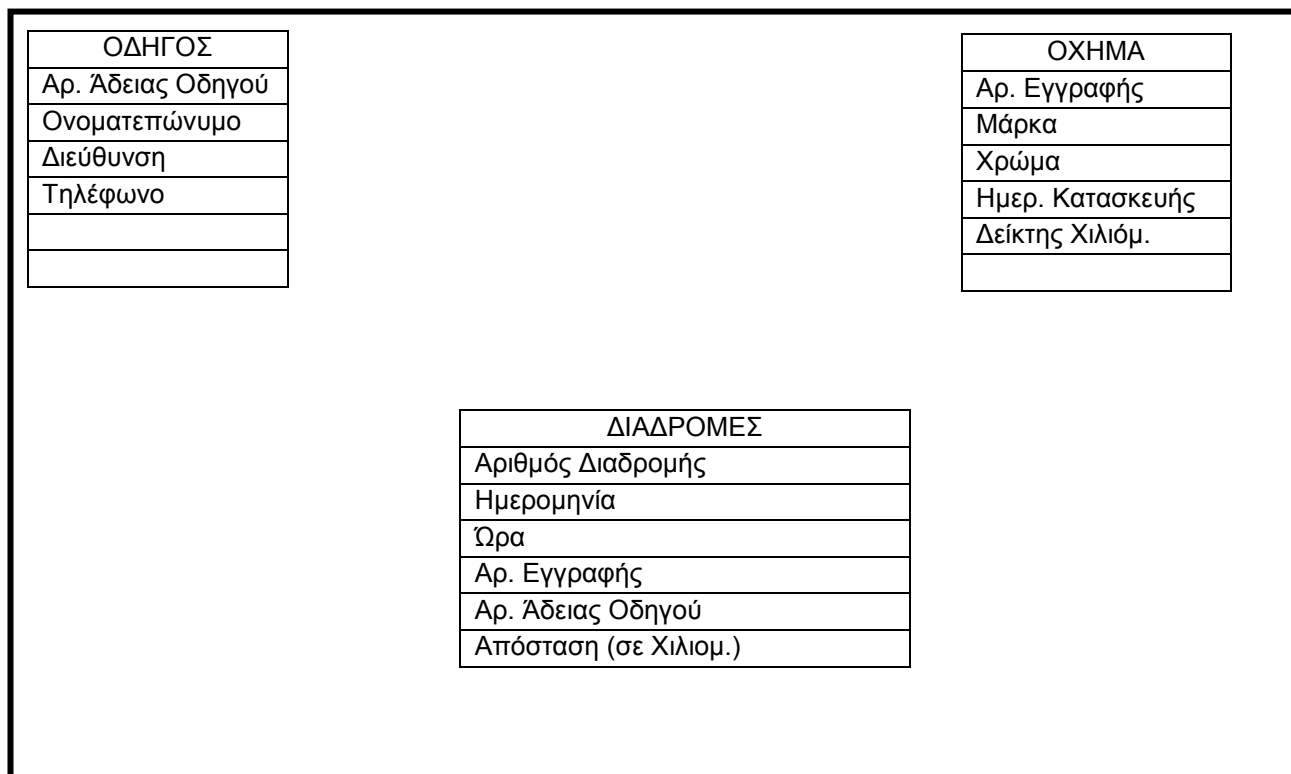 ΟΔΗΓΟΣ
Αρ. Άδειας Οδηγού
Ονοματεπώνυμο
Διεύθυνση
Τηλέφωνο
ΟΧΗΜΑ
Αρ. Εγγραφής
Μάρκα
Χρώμα
Ημερ. Κατασκευής
Δείκτης Χιλιόμ.
ΔΙΑΔΡΟΜΕΣ
Αριθμός Διαδρομής
Ημερομηνία
Ώρα
Αρ. Εγγραφής
Αρ. Άδειας Οδηγού
Απόσταση (σε Χιλιομ.)